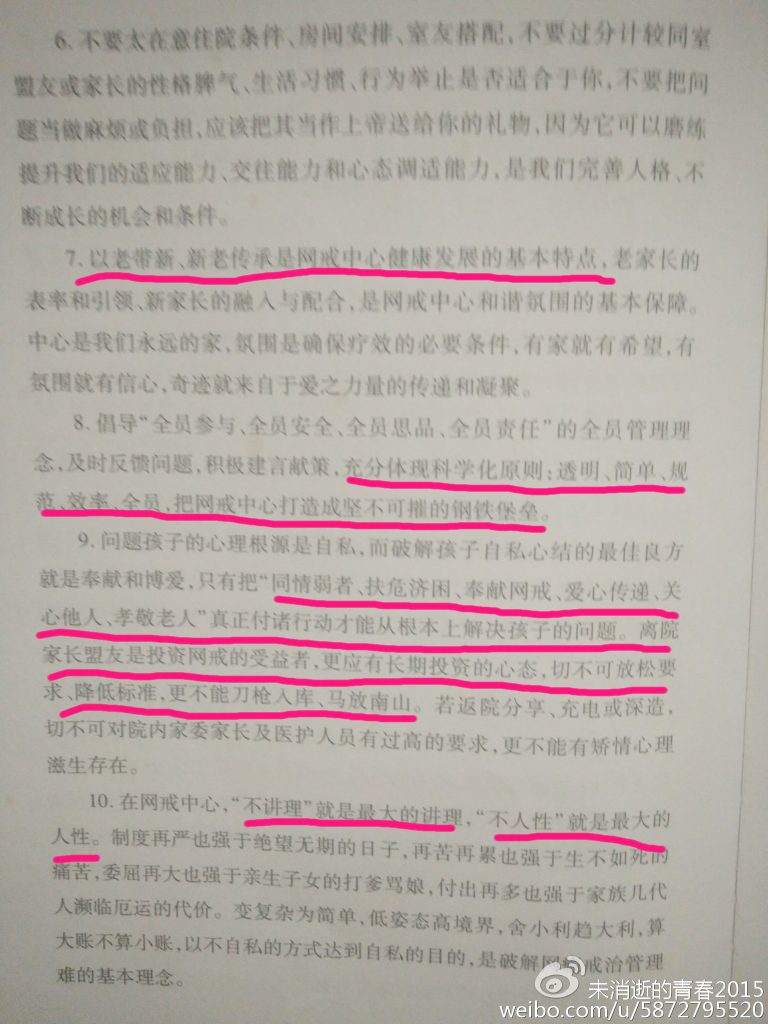 6. 不要太在意住院条件、房间安排、室友搭配,不要过分计较同室
盟友或家长的性格脾气、生活习惯、行为举止是否适合于你,不要把问
题当做麻烦或负担,应该把其当作上帝送给你的礼物,因为它可以磨练
提升我们的适应能力、交往能力和心态调适能力,是我们完善人格、不
断成长的机会和条件。
7. 以老带新、新老传承是网戒中心健康发展的基本特点,老家长的
表率和引领、新家长的融入与配合,是网戒中心和谐氛围的基本保障。
中心是我们永远的家,氛围是确保疗效的必要条件,有家就有希望,有
氛围就有信心,奇迹就来自于爱之力量的传递和凝聚。
8. 倡导“全员参与、全员安全、全员思品、全员责任”的全员管理理
念,及时反馈问题,积极建言献策,充分体现科学化原则:透明、简单、规
范、效率、全员,把网戒中心打造成坚不可摧的钢铁堡垒。
9. 问题孩子的心理根源是自私,而破解孩子自私心结的最佳良方
就是奉献和博爱,只有把“同情弱者、扶危济困、奉献网戒、爱心传递、关
心他人、孝敬老人”真正付诸行动才能从根本上解决孩子的问题。离院
家长盟友是投资网戒的受益者,更应有长期投资的心态,切不可放松要
求、降低标准,更不能刀枪入库、马放南山。若返院分享、充电或深造,
切不可对院内家委家长及医护人员有过高的要求,更不能有矫情心理
滋生存在。
10. 在网戒中心,“不讲理”就是最大的讲理,“不人性”就是最大的
人性。制度再严也强于绝望无期的日子,再苦再累也强于生不如死的
痛苦,委屈再大也强于亲生子女的打爹骂娘,付出再多也强于家族几代
人濒临厄运的代价。变复杂为简单,低姿态高境界,舍小利趋大利,算
大账不算小账,以不自私的方式达到自私的目的,是破解网瘾戒治管理
难的基本理念。
未消逝的青春2015
weibo.com/u/5872795520